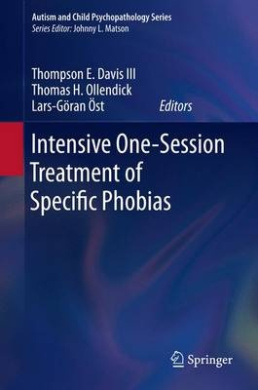 Autism and Child Psychopathology Series
Series Editor: Johnny L. Matson
Thompson E. Davis III
Thomas H. Ollendick
Lars-Göran Öst Editors
Intensive One-Session
Treatment of
Specific Phobias
Springer